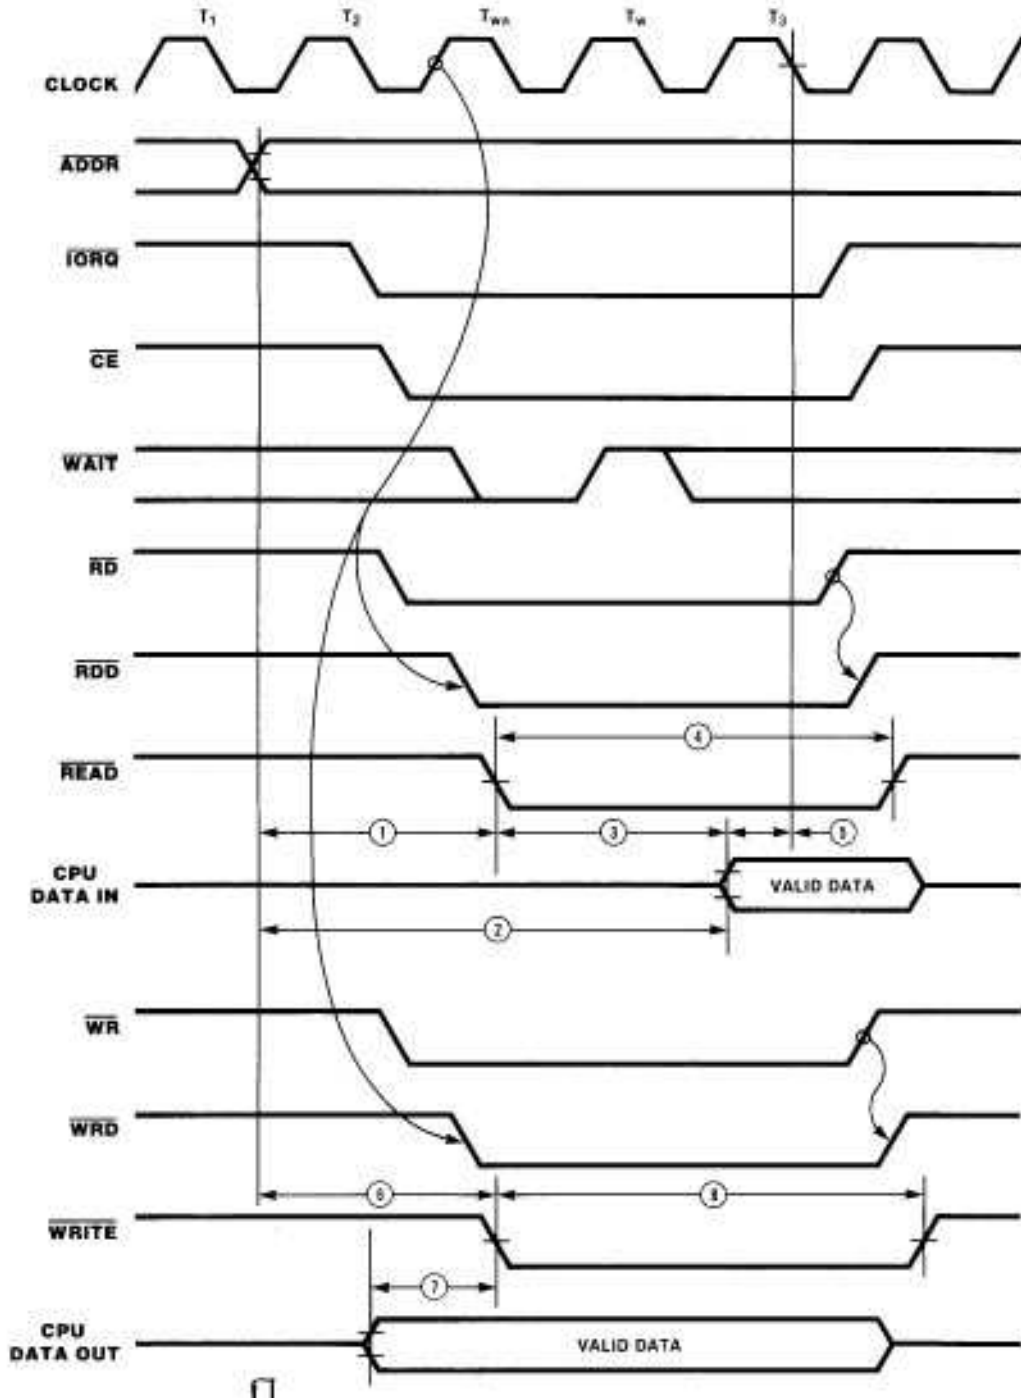 T₁ T₂ Twa Tw T₃
CLOCK
ADDR
IORQ
CE
WAIT
RD
RDD
READ
4
1 3 5
CPU
DATA IN
VALID DATA
2
WR
WRD
6 8
WRITE
7
CPU
DATA OUT
VALID DATA